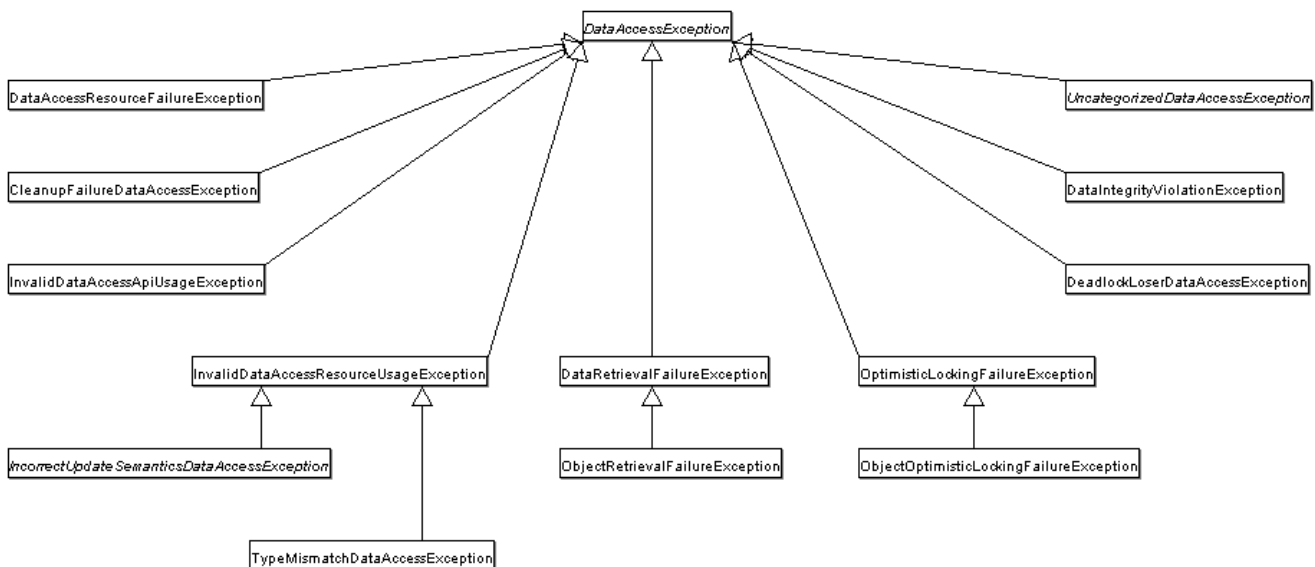 DataAccessException
DataAccessResourceFailureException
UncategorizedDataAccessException
CleanupFailureDataAccessException
DataIntegrityViolationException
InvalidDataAccessApiUsageException
DeadlockLoserDataAccessException
InvalidDataAccessResourceUsageException
DataRetrievalFailureException
OptimisticLockingFailureException
IncorrectUpdateSemanticsDataAccessException
ObjectRetrievalFailureException
ObjectOptimisticLockingFailureException
TypeMismatchDataAccessException